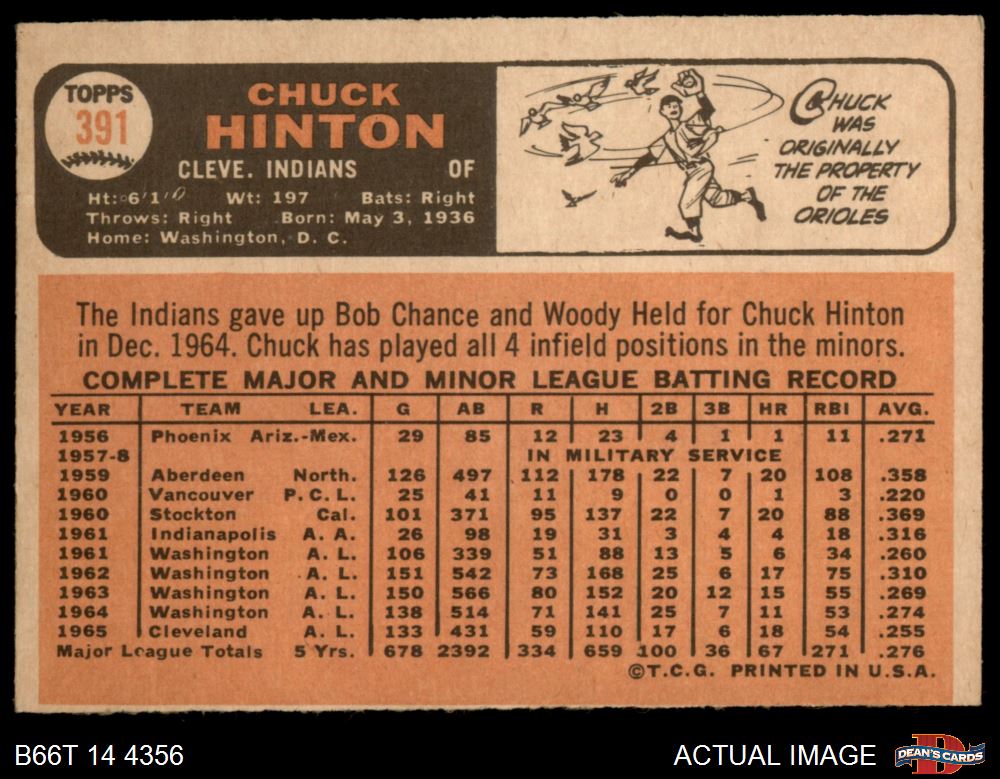 TOPPS
391
CHUCK
HINTON
CLEVE. INDIANS OF
Ht: 6'1" Wt: 197 Bats: Right
Throws: Right Born: May 3, 1936
Home: Washington, D. C.
CHUCK
WAS
ORIGINALLY
THE PROPERTY
OF THE
ORIOLES
The Indians gave up Bob Chance and Woody Held for Chuck Hinton
in Dec. 1964. Chuck has played all 4 infield positions in the minors.
COMPLETE MAJOR AND MINOR LEAGUE BATTING RECORD
YEAR TEAM LEA. G AB R H 2B 3B HR RBI AVG.
1956 Phoenix Ariz.-Mex. 29 85 12 23 4 1 1 11 .271
1957-8 IN MILITARY SERVICE
1959 Aberdeen North. 126 497 112 178 22 7 20 108 .358
1960 Vancouver P.C.L. 25 41 11 9 0 0 1 3 .220
1960 Stockton Cal. 101 371 95 137 22 7 20 88 .369
1961 Indianapolis A. A. 26 98 19 31 3 4 4 18 .316
1961 Washington A. L. 106 339 51 88 13 5 6 34 .260
1962 Washington A. L. 151 542 73 168 25 6 17 75 .310
1963 Washington A. L. 150 566 80 152 20 12 15 55 .269
1964 Washington A. L. 138 514 71 141 25 7 11 53 .274
1965 Cleveland A. L. 133 431 59 110 17 6 18 54 .255
Major League Totals 5 Yrs. 678 2392 334 659 100 36 67 271 .276
©T.C.G. PRINTED IN U.S.A.
B66T 14 4356 ACTUAL IMAGE DEAN'S CARDS